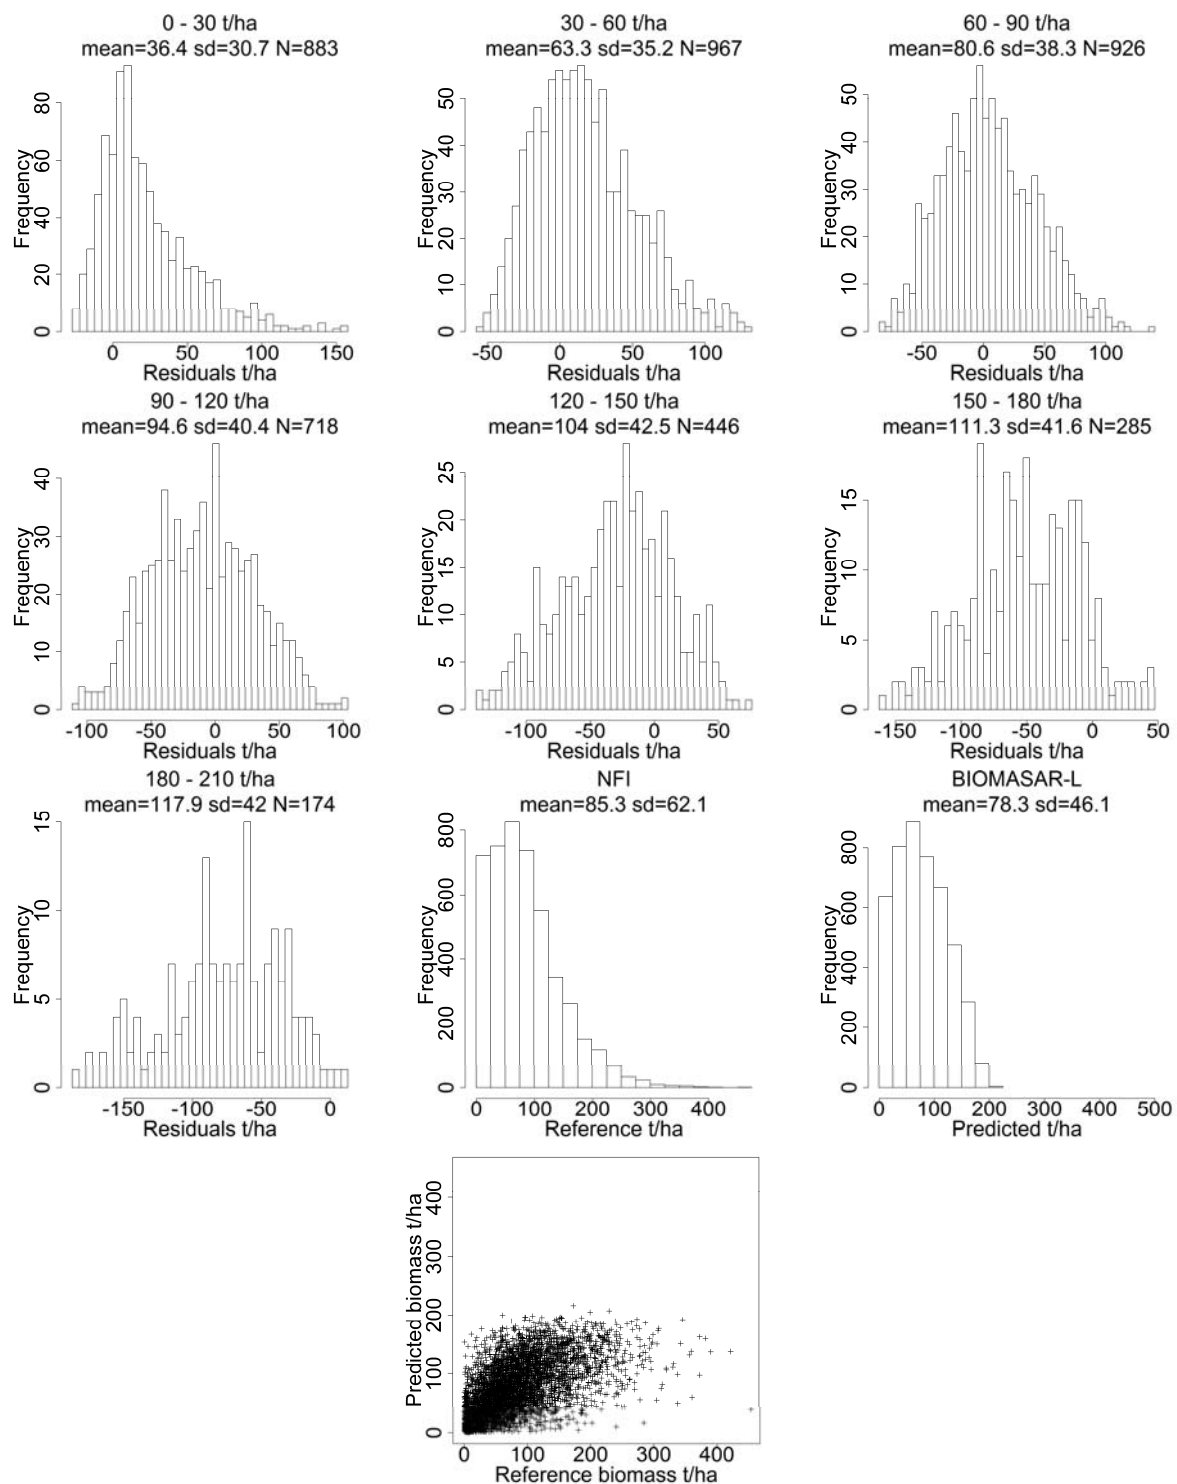 0 - 30 t/ha
mean=36.4 sd=30.7 N=883
Frequency
0 20 40 60 80
0 50 100 150
Residuals t/ha
30 - 60 t/ha
mean=63.3 sd=35.2 N=967
Frequency
0 10 20 30 40 50
-50 0 50 100
Residuals t/ha
60 - 90 t/ha
mean=80.6 sd=38.3 N=926
Frequency
0 10 20 30 40 50
-50 0 50 100
Residuals t/ha
90 - 120 t/ha
mean=94.6 sd=40.4 N=718
Frequency
0 10 20 30 40
-100 -50 0 50 100
Residuals t/ha
120 - 150 t/ha
mean=104 sd=42.5 N=446
Frequency
0 5 10 15 20 25
-100 -50 0 50
Residuals t/ha
150 - 180 t/ha
mean=111.3 sd=41.6 N=285
Frequency
0 5 10 15
-150 -100 -50 0 50
Residuals t/ha
180 - 210 t/ha
mean=117.9 sd=42 N=174
Frequency
0 5 10 15
-150 -100 -50 0
Residuals t/ha
NFI
mean=85.3 sd=62.1
Frequency
0 200 400 600 800
0 100 200 300 400
Reference t/ha
BIOMASAR-L
mean=78.3 sd=46.1
Frequency
0 200 400 600 800
0 100 200 300 400 500
Predicted t/ha
Predicted biomass t/ha
0 100 200 300 400
0 100 200 300 400
Reference biomass t/ha